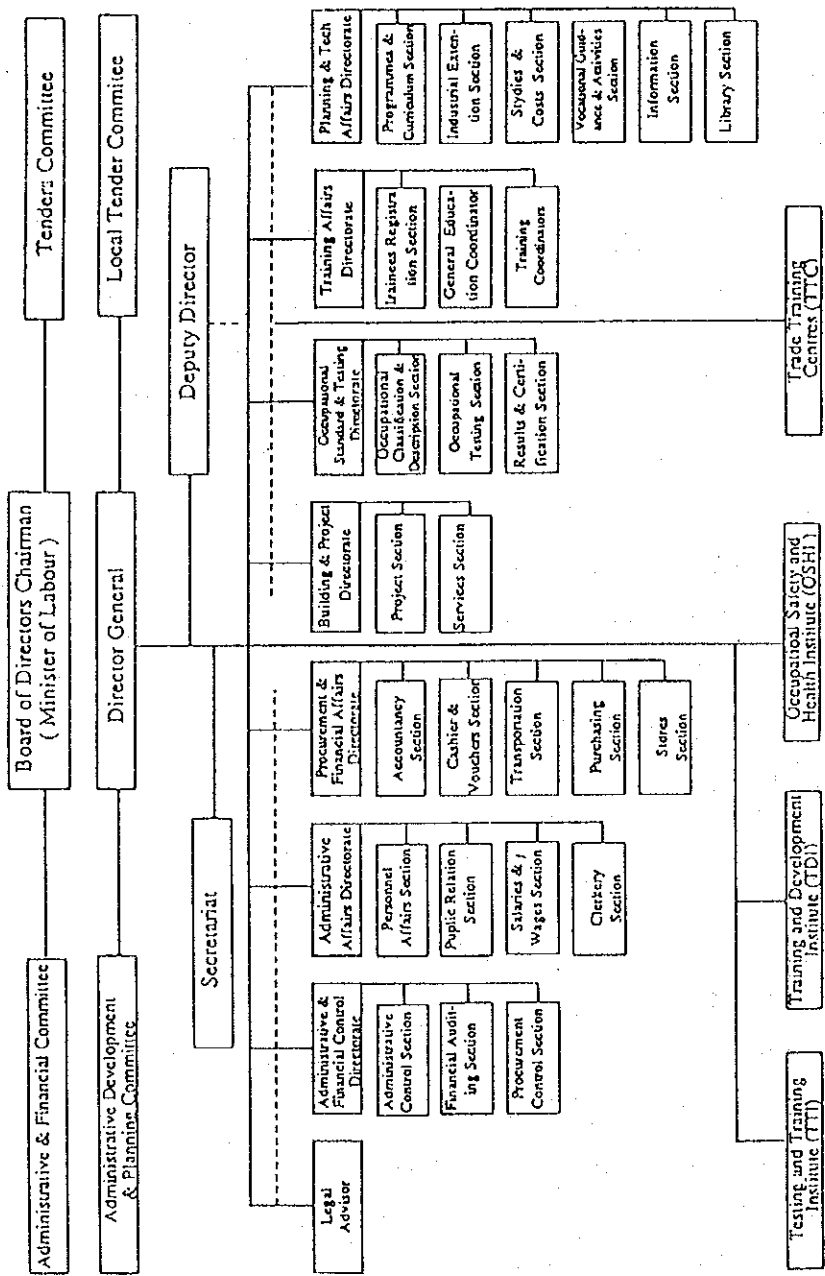 Administrative & Financial Committee
Board of Directors Chairman
( Minister of Labour )
Tenders Committee
Administrative Development
& Planning Committee
Director General
Local Tender Commitee
Secretariat
Deputy Director
Legal
Advisor
Administrative &
Financial Control
Directorate
Administrative
Control Section
Financial Audit-
ing Section
Procurement
Control Section
Administrative
Affairs Directorate
Personnel
Affairs Section
Puplic Relation
Section
Salaries &
Wages Section
Clerkery
Section
Procurement &
Financial Affairs
Directorate
Accountancy
Section
Cashier &
Vouchers Section
Transportation
Section
Purchasing
Section
Stores
Section
Building & Project
Directorate
Project Section
Services Section
Occupational
Standard & Testing
Directorate
Occupational
Classification &
Description Section
Occupational
Testing Section
Results & Certi-
fication Section
Training Affairs
Directorate
Trainees Registra
tion Section
General Educa-
tion Coordinator
Training
Coordinators
Planning & Tech
Affairs Directorate
Programmes &
Curriculum Section
Industrial Exten-
tion Section
Stydies &
Costs Section
Vocational Guid-
ance & Activities
Section
Information
Section
Library Section
Testing and Training
Institute (TTI)
Training and Development
Institute (TDI)
Occupational Safety and
Health Institute (OSHI)
Trade Training
Centres (TTC)